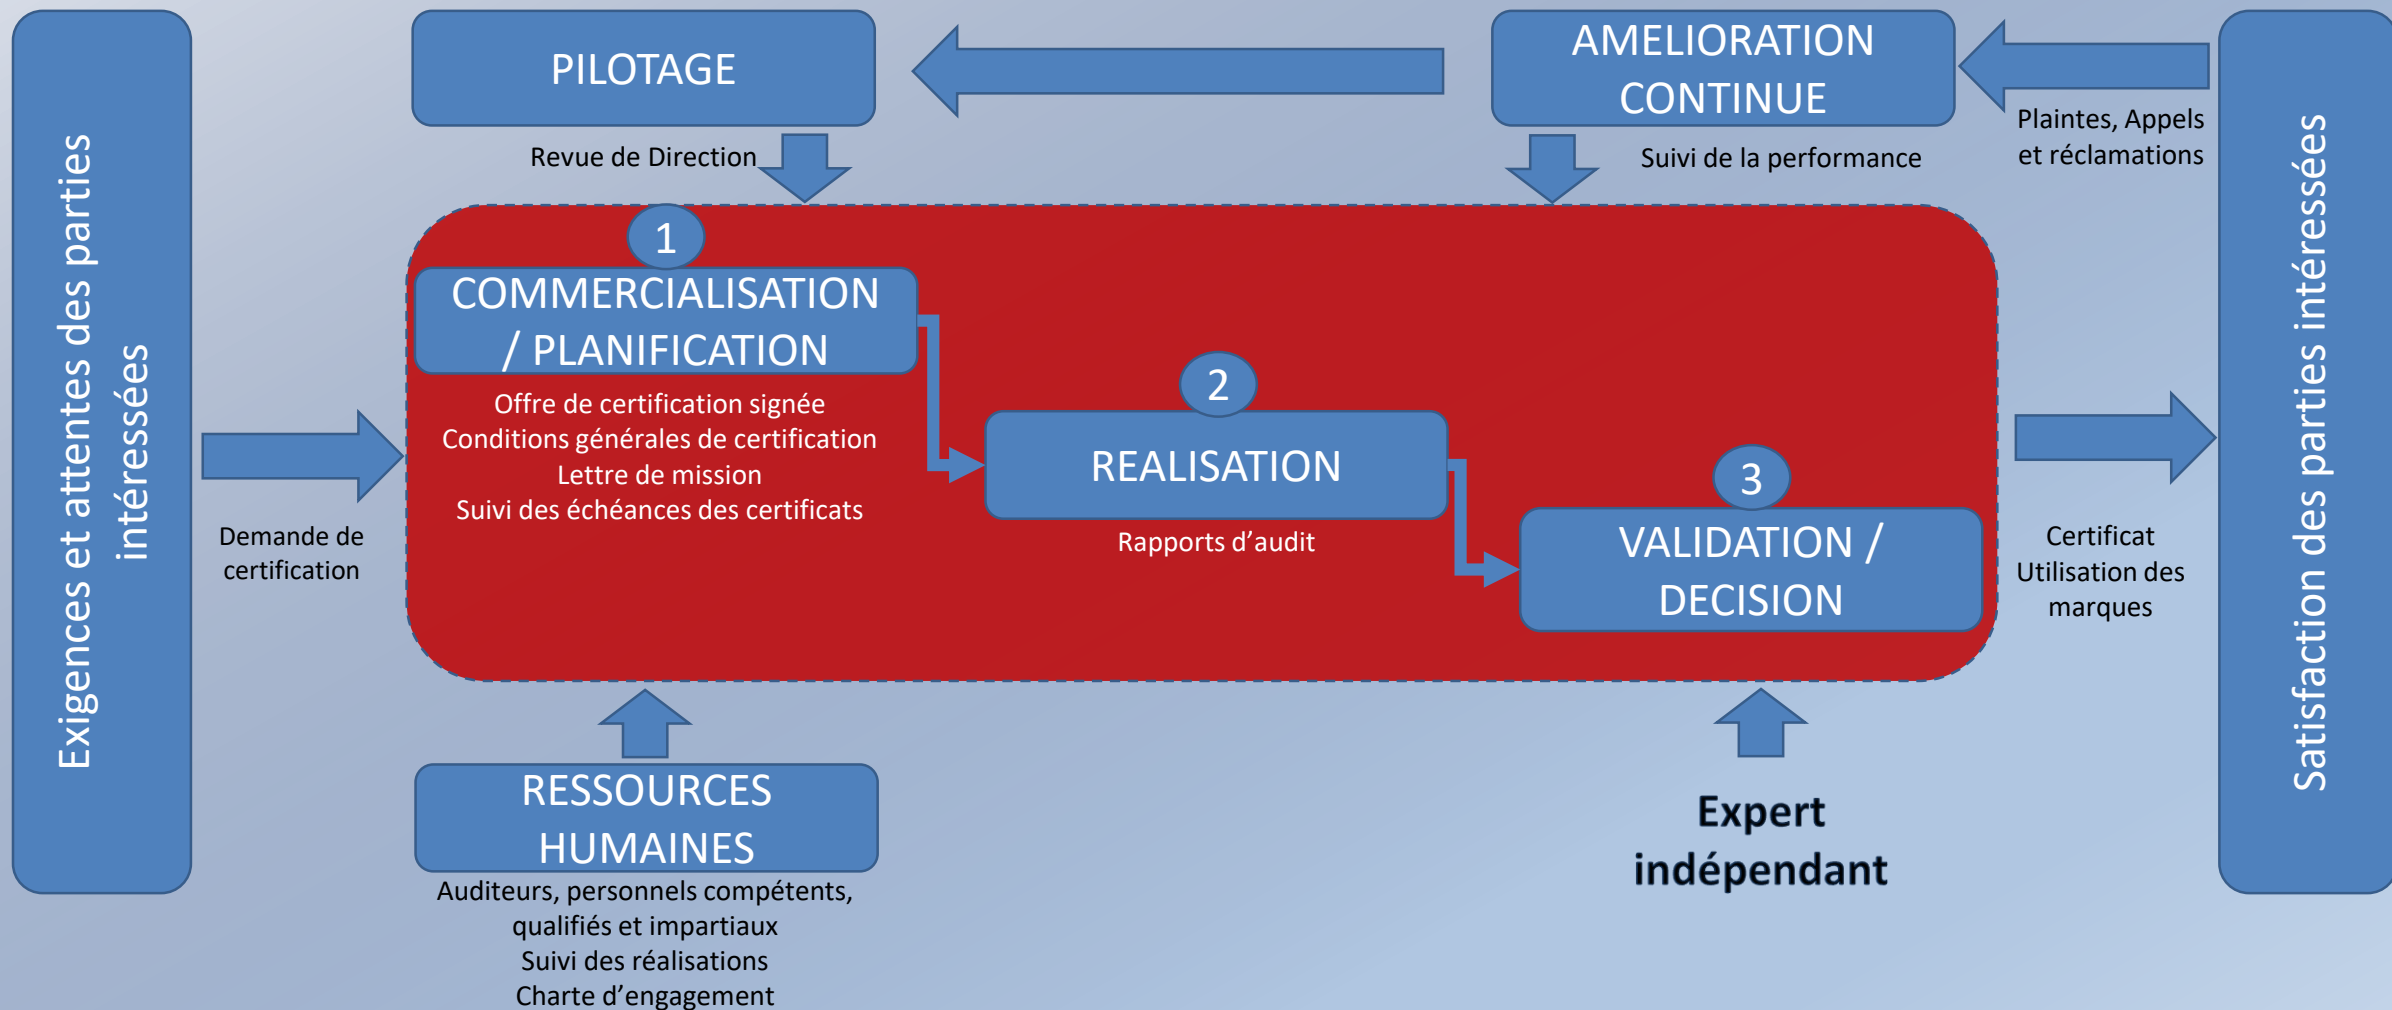 Exigences et attentes des parties
intéressées
PILOTAGE
AMELIORATION
CONTINUE
Revue de Direction
Suivi de la performance
Plaintes, Appels
et réclamations
1
COMMERCIALISATION
/ PLANIFICATION
Offre de certification signée
Conditions générales de certification
Lettre de mission
Suivi des échéances des certificats
2
REALISATION
Rapports d’audit
3
VALIDATION /
DECISION
Demande de
certification
Certificat
Utilisation des
marques
RESSOURCES
HUMAINES
Auditeurs, personnels compétents,
qualifiés et impartiaux
Suivi des réalisations
Charte d’engagement
Expert
indépendant
Satisfaction des parties intéressées